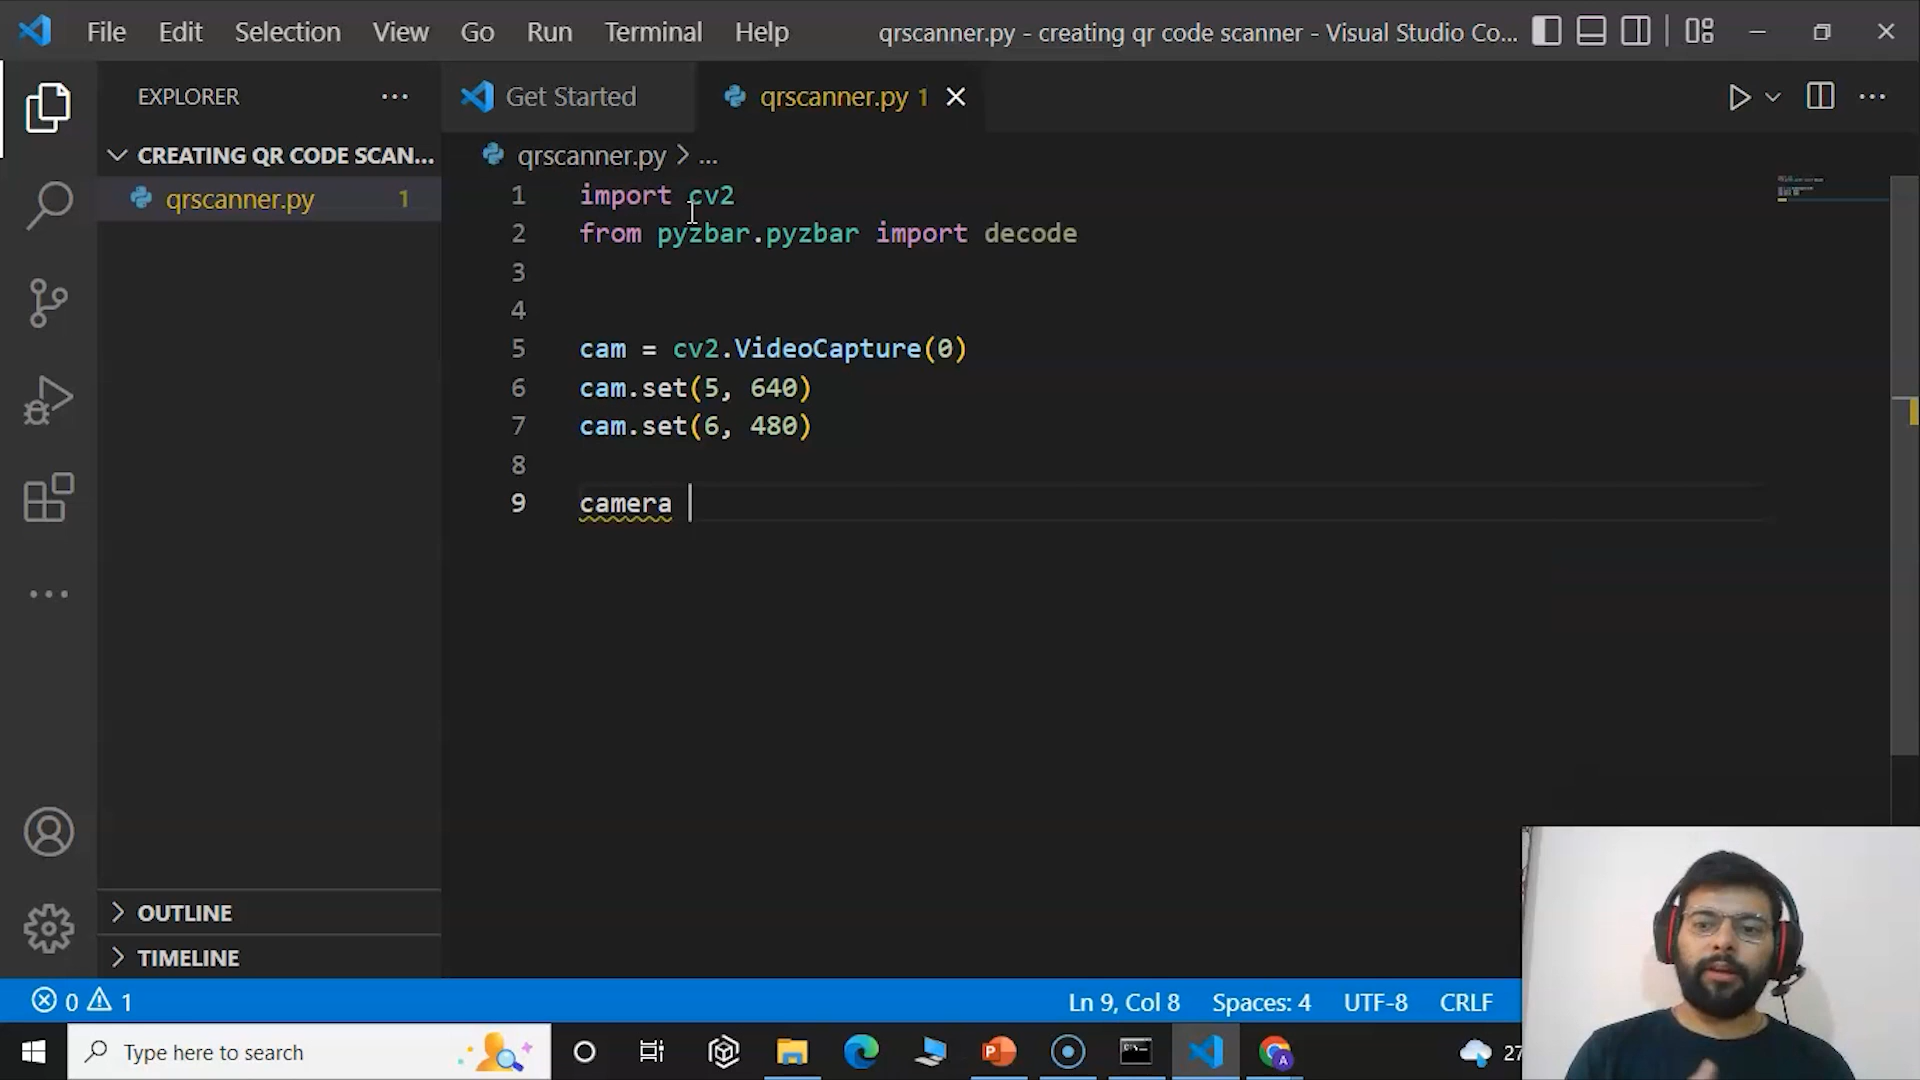 File Edit Selection View Go Run Terminal Help
qrscanner.py - creating qr code scanner - Visual Studio Co...
EXPLORER
Get Started
qrscanner.py 1
CREATING QR CODE SCAN...
qrscanner.py 1
qrscanner.py > ...
1 import cv2
2 from pyzbar.pyzbar import decode
3
4
5 cam = cv2.VideoCapture(0)
6 cam.set(5, 640)
7 cam.set(6, 480)
8
9 camera
OUTLINE
TIMELINE
0 1
Ln 9, Col 8 Spaces: 4 UTF-8 CRLF
Type here to search
27